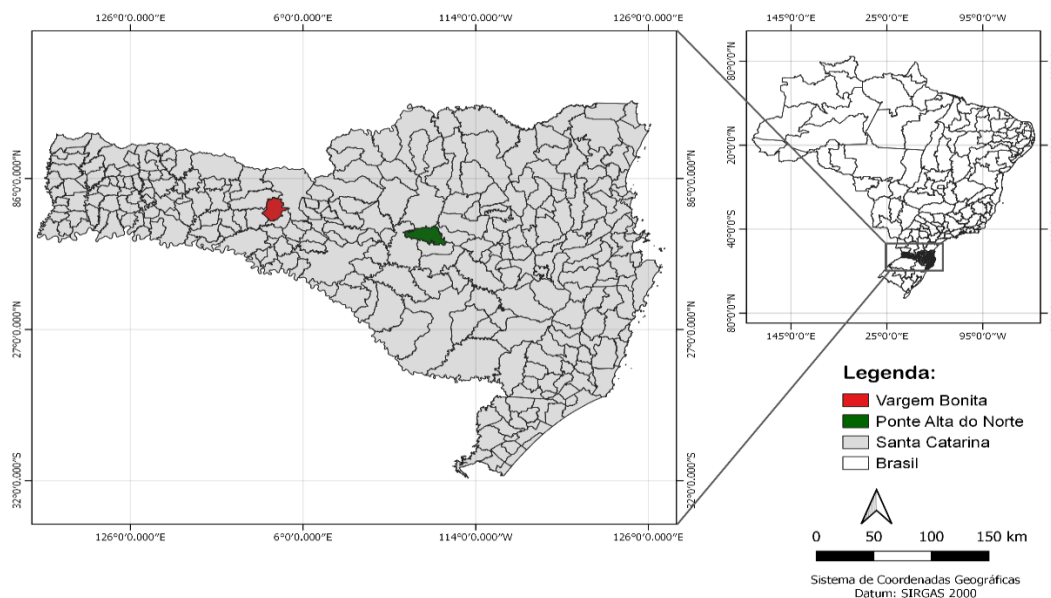 126°0'0.000"E 6°0'0.000"E 114°0'0.000"W 126°0'0.000"E
86°0'0.000"N
27°0'0.000"N
32°0'0.000"S
86°0'0.000"N
27°0'0.000"N
32°0'0.000"S
126°0'0.000"E 6°0'0.000"E 114°0'0.000"W 126°0'0.000"E
145°0'0"W 25°0'0"W 95°0'0"W
80°0'0"N
20°0'0"N
40°0'0"S
80°0'0"N
145°0'0"W 25°0'0"W 95°0'0"W
Legenda:
Vargem Bonita
Ponte Alta do Norte
Santa Catarina
Brasil
0 50 100 150 km
Sistema de Coordenadas Geográficas
Datum: SIRGAS 2000